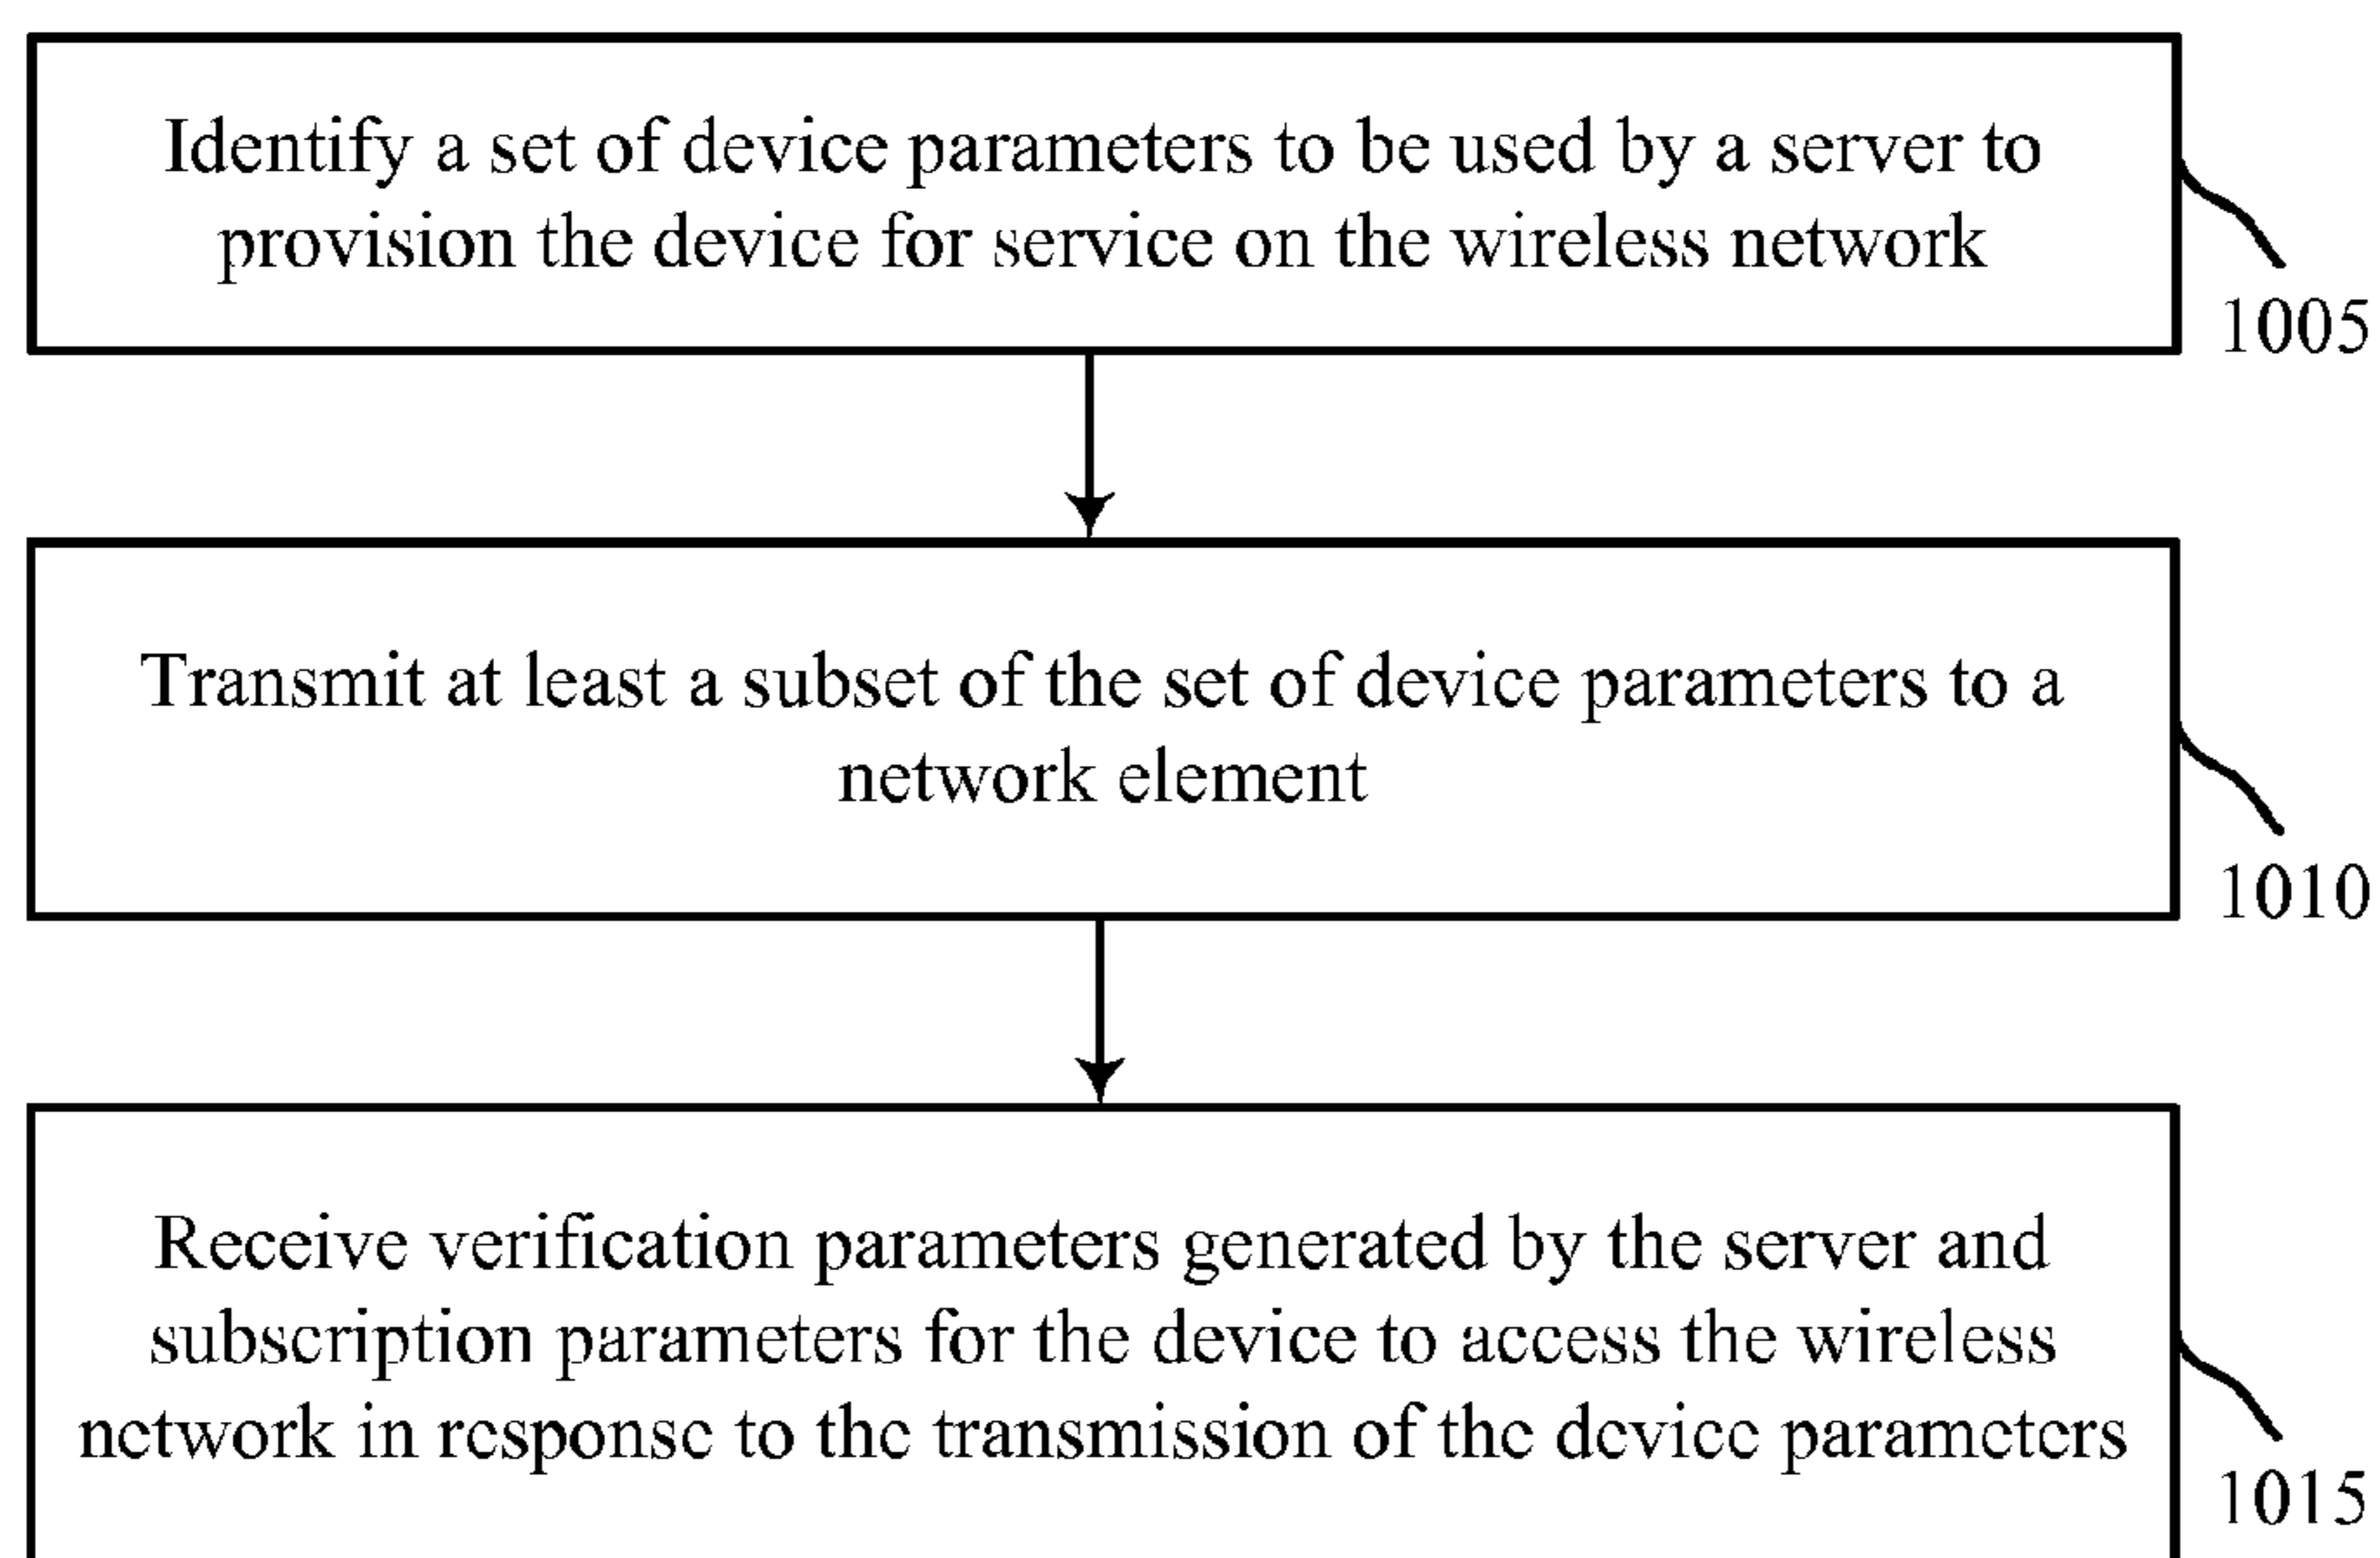 Identify a set of device parameters to be used by a server to
provision the device for service on the wireless network
1005
Transmit at least a subset of the set of device parameters to a
network element
1010
Receive verification parameters generated by the server and
subscription parameters for the device to access the wireless
network in response to the transmission of the device parameters
1015